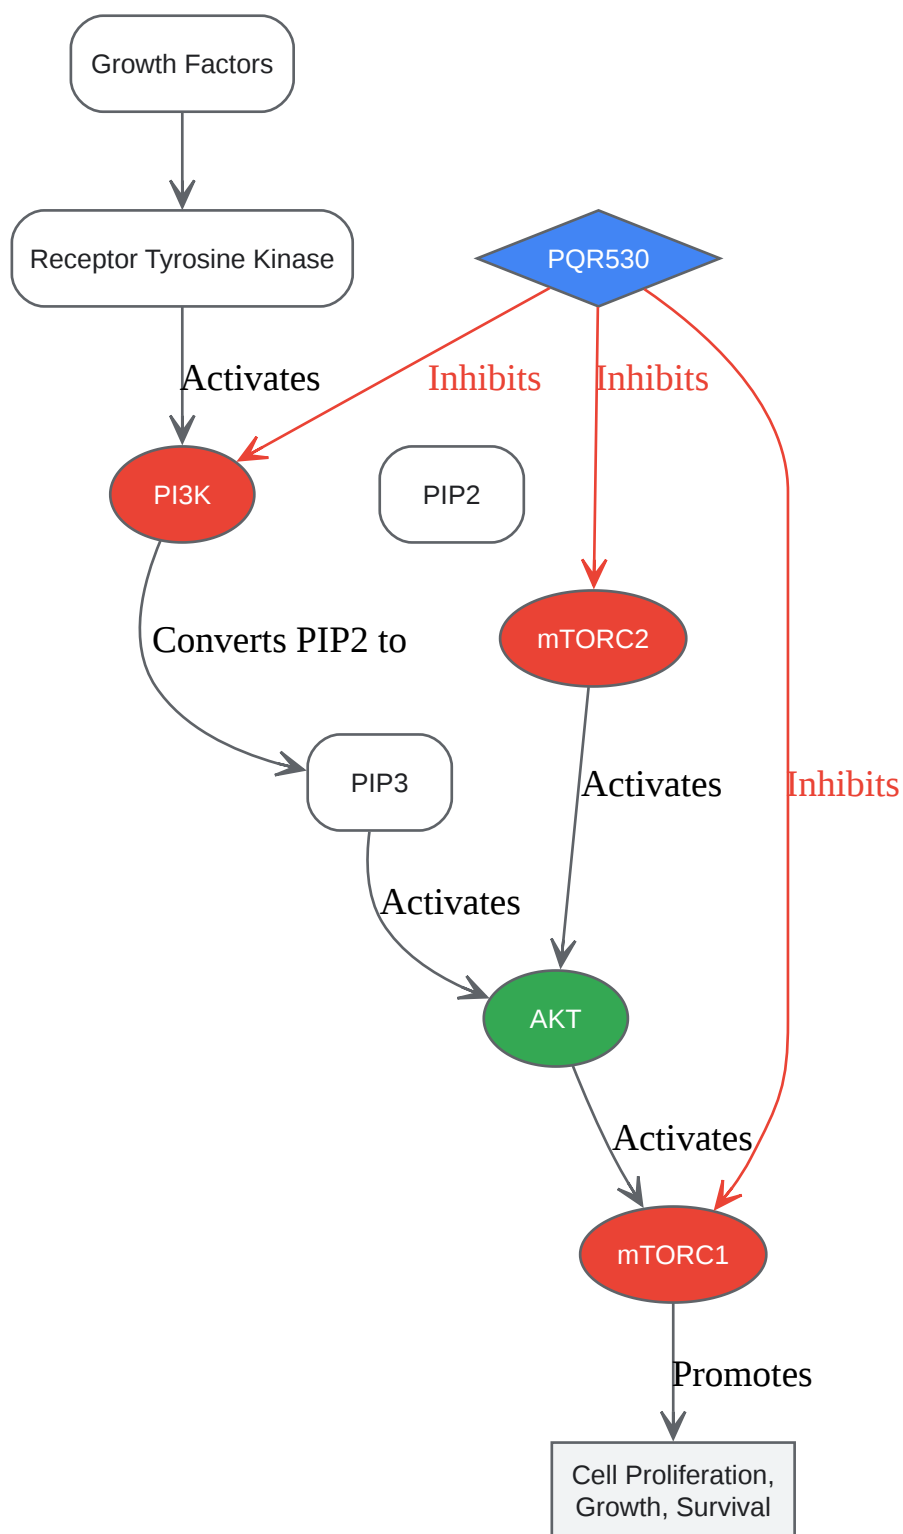 Growth Factors
Receptor Tyrosine Kinase
PQR530
Activates
Inhibits
Inhibits
PI3K
PIP2
Converts PIP2 to
mTORC2
PIP3
Activates
Inhibits
Activates
AKT
Activates
mTORC1
Promotes
Cell Proliferation,
Growth, Survival